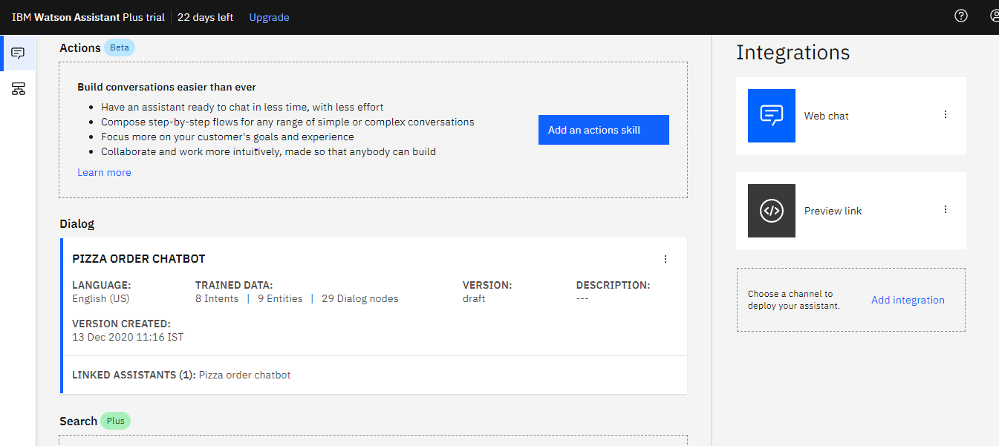 IBM Watson Assistant Plus trial 22 days left Upgrade
Actions Beta
Build conversations easier than ever
Have an assistant ready to chat in less time, with less effort
Compose step-by-step flows for any range of simple or complex conversations
Focus more on your customer's goals and experience
Collaborate and work more intuitively, made so that anybody can build
Learn more
Add an actions skill
Dialog
PIZZA ORDER CHATBOT
LANGUAGE: TRAINED DATA: VERSION: DESCRIPTION:
English (US) 8 Intents | 9 Entities | 29 Dialog nodes draft ---
VERSION CREATED:
13 Dec 2020 11:16 IST
LINKED ASSISTANTS (1): Pizza order chatbot
Search Plus
Integrations
Web chat
Preview link
Choose a channel to
deploy your assistant.
Add integration